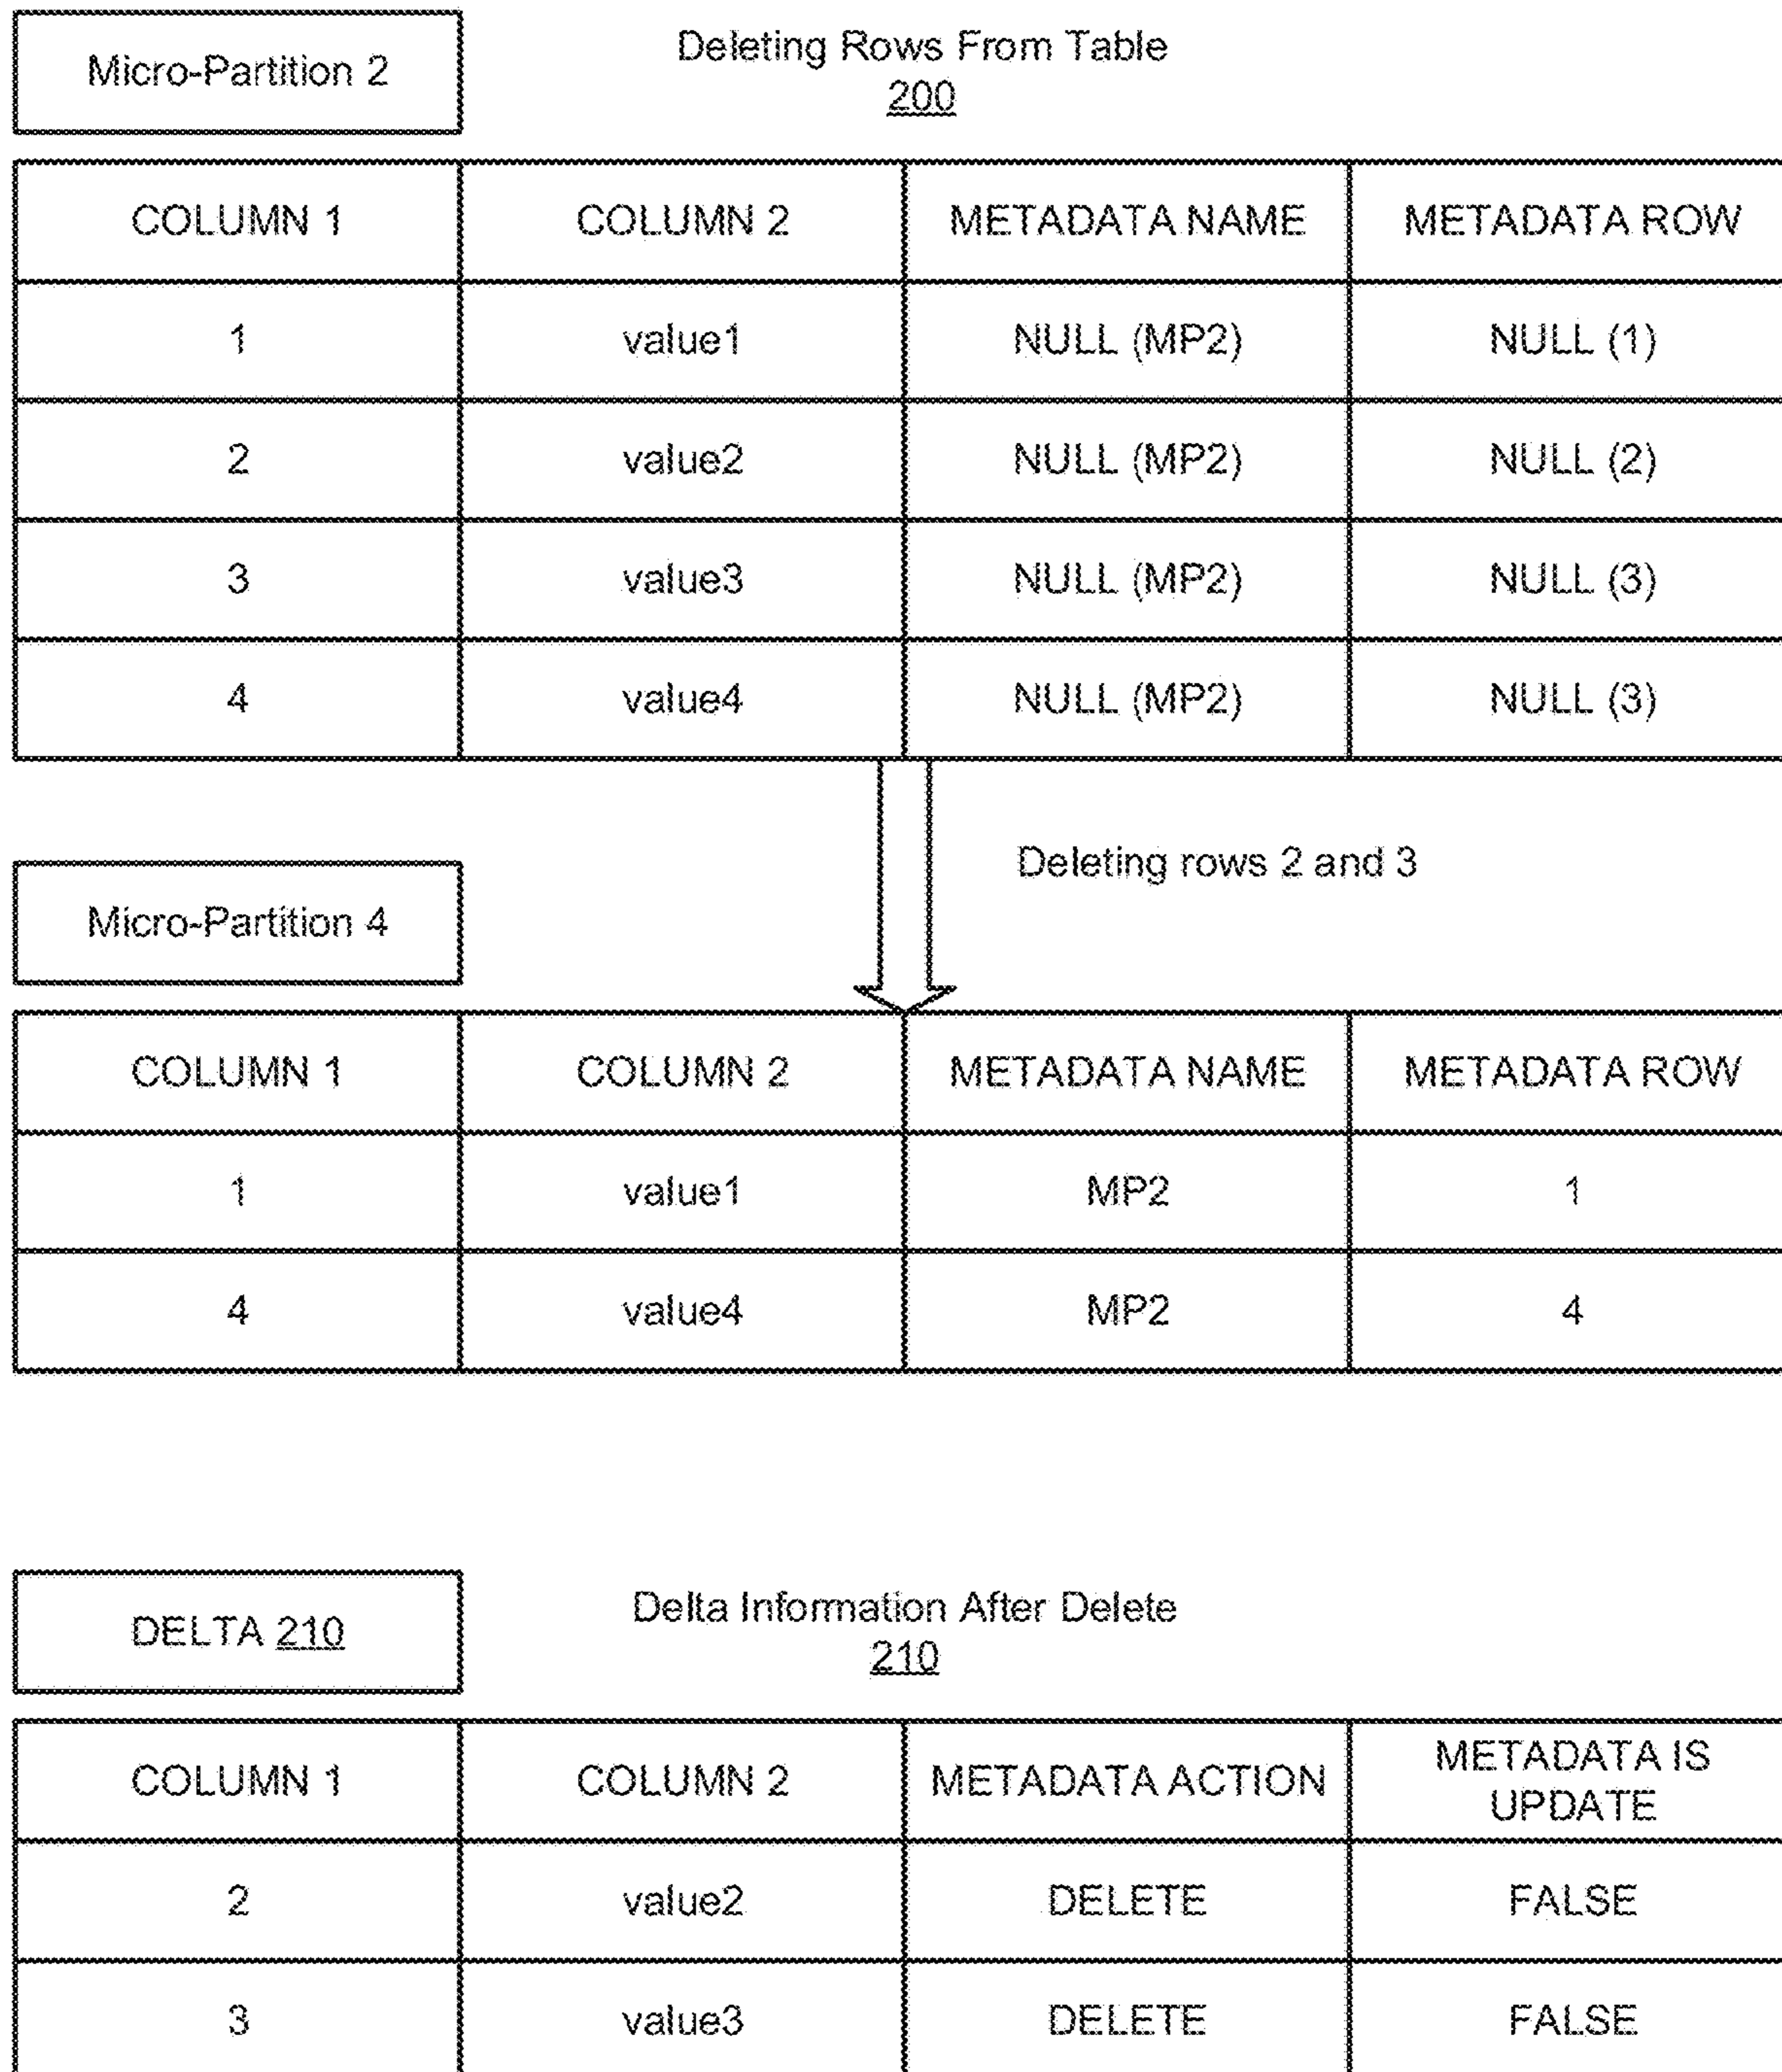 Micro-Partition 2
Deleting Rows From Table
200
COLUMN 1 COLUMN 2 METADATA NAME METADATA ROW
1 value1 NULL (MP2) NULL (1)
2 value2 NULL (MP2) NULL (2)
3 value3 NULL (MP2) NULL (3)
4 value4 NULL (MP2) NULL (3)
Deleting rows 2 and 3
Micro-Partition 4
COLUMN 1 COLUMN 2 METADATA NAME METADATA ROW
1 value1 MP2 1
4 value4 MP2 4
DELTA 210
Delta Information After Delete
210
COLUMN 1 COLUMN 2 METADATA ACTION METADATA IS
UPDATE
2 value2 DELETE FALSE
3 value3 DELETE FALSE